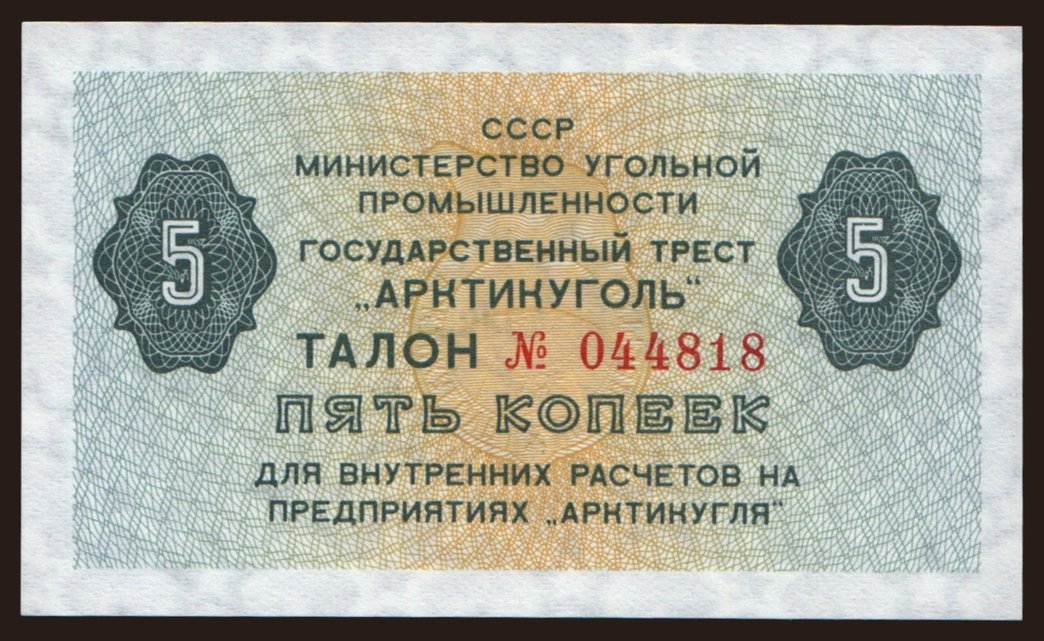 СССР
МИНИСТЕРСТВО УГОЛЬНОЙ
ПРОМЫШЛЕННОСТИ
ГОСУДАРСТВЕННЫЙ ТРЕСТ
„АРКТИКУГОЛЬ“
5
5
ТАЛОН № 044818
ПЯТЬ КОПЕЕК
ДЛЯ ВНУТРЕННИХ РАСЧЕТОВ НА
ПРЕДПРИЯТИЯХ „АРКТИКУГЛЯ“